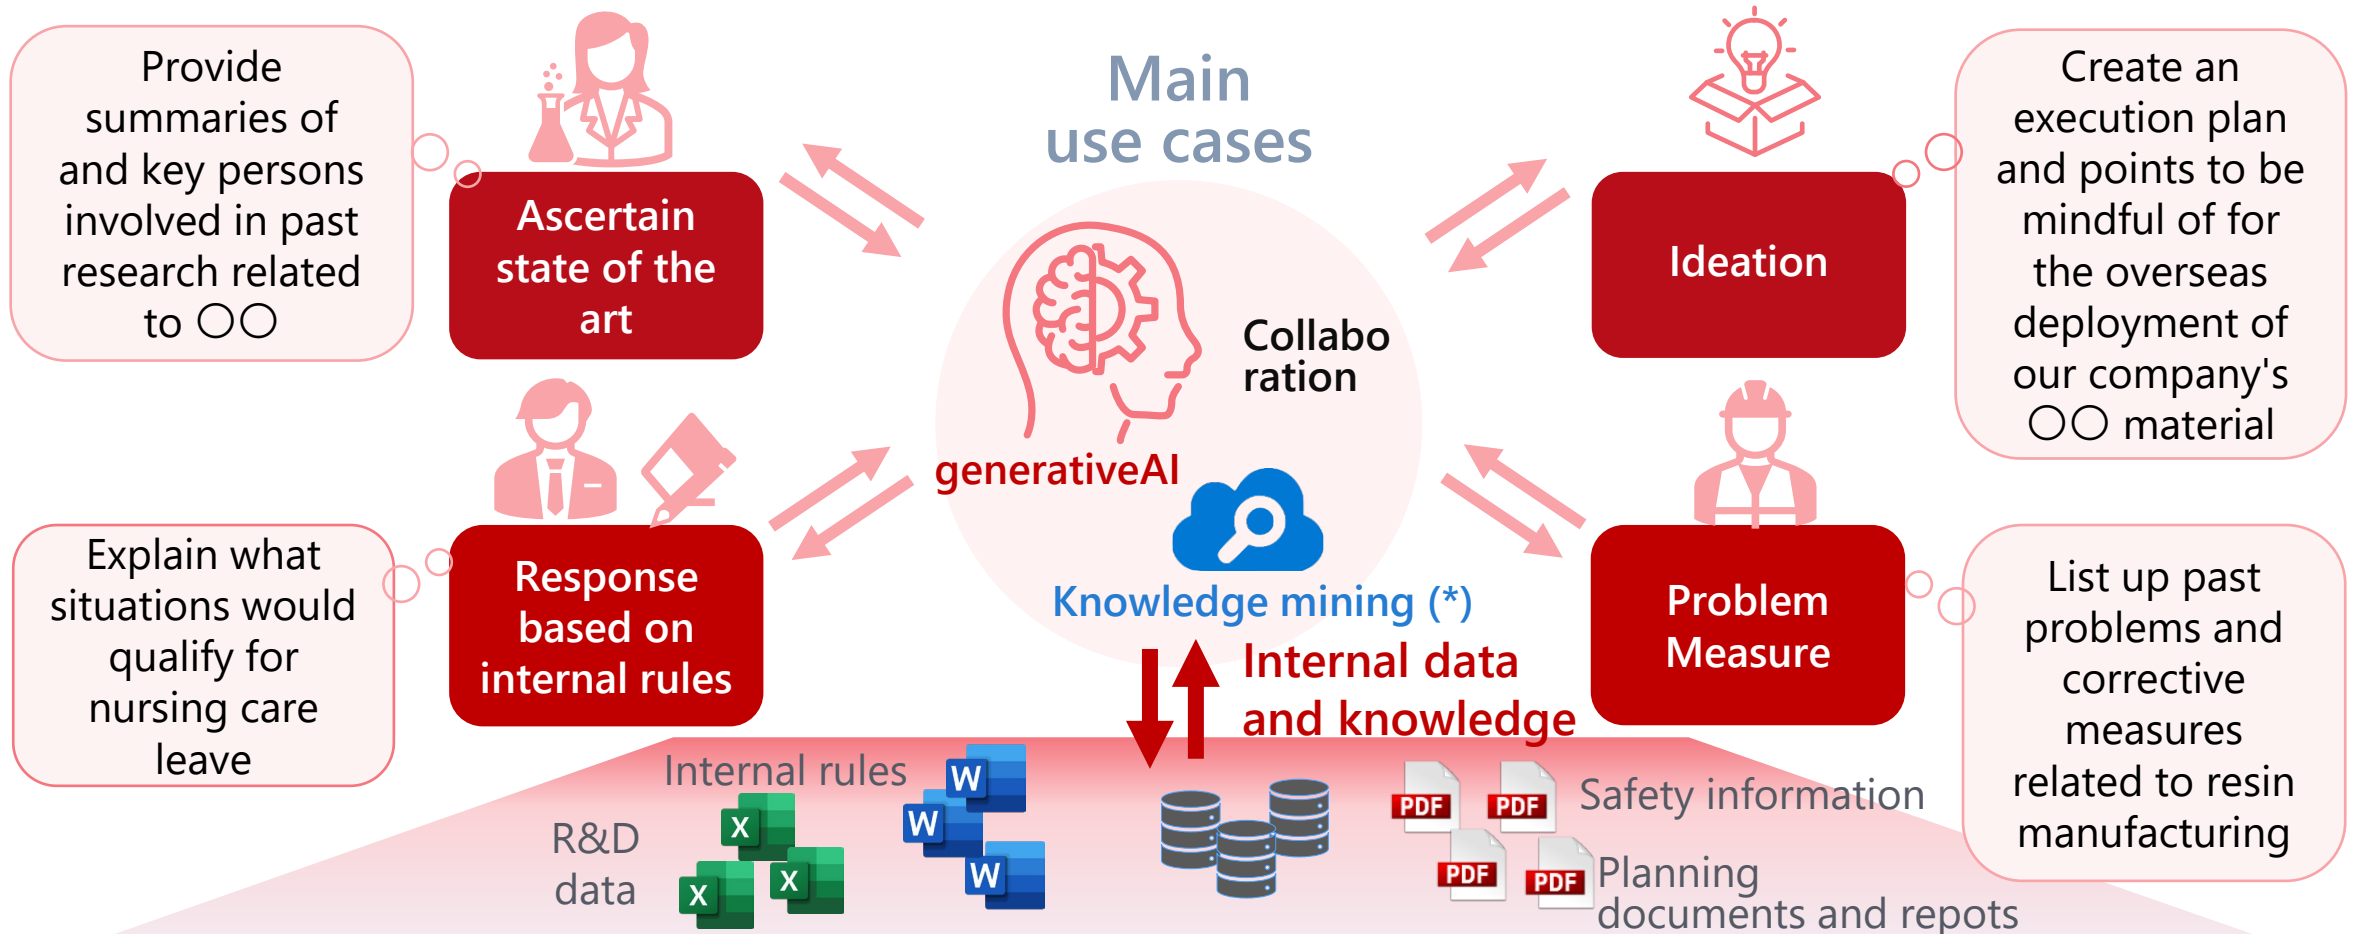 Main
use cases
Provide
summaries of
and key persons
involved in past
research related
to 〇〇
Ascertain
state of the
art
Ideation
Create an
execution plan
and points to be
mindful of for
the overseas
deployment of
our company's
〇〇 material
Collabo
ration
generativeAI
Knowledge mining (*)
Explain what
situations would
qualify for
nursing care
leave
Response
based on
internal rules
Problem
Measure
List up past
problems and
corrective
measures
related to resin
manufacturing
Internal data
and knowledge
Internal rules
R&D
data
X
X
X
W
W
W
PDF
PDF
PDF
PDF
Safety information
Planning
documents and repots